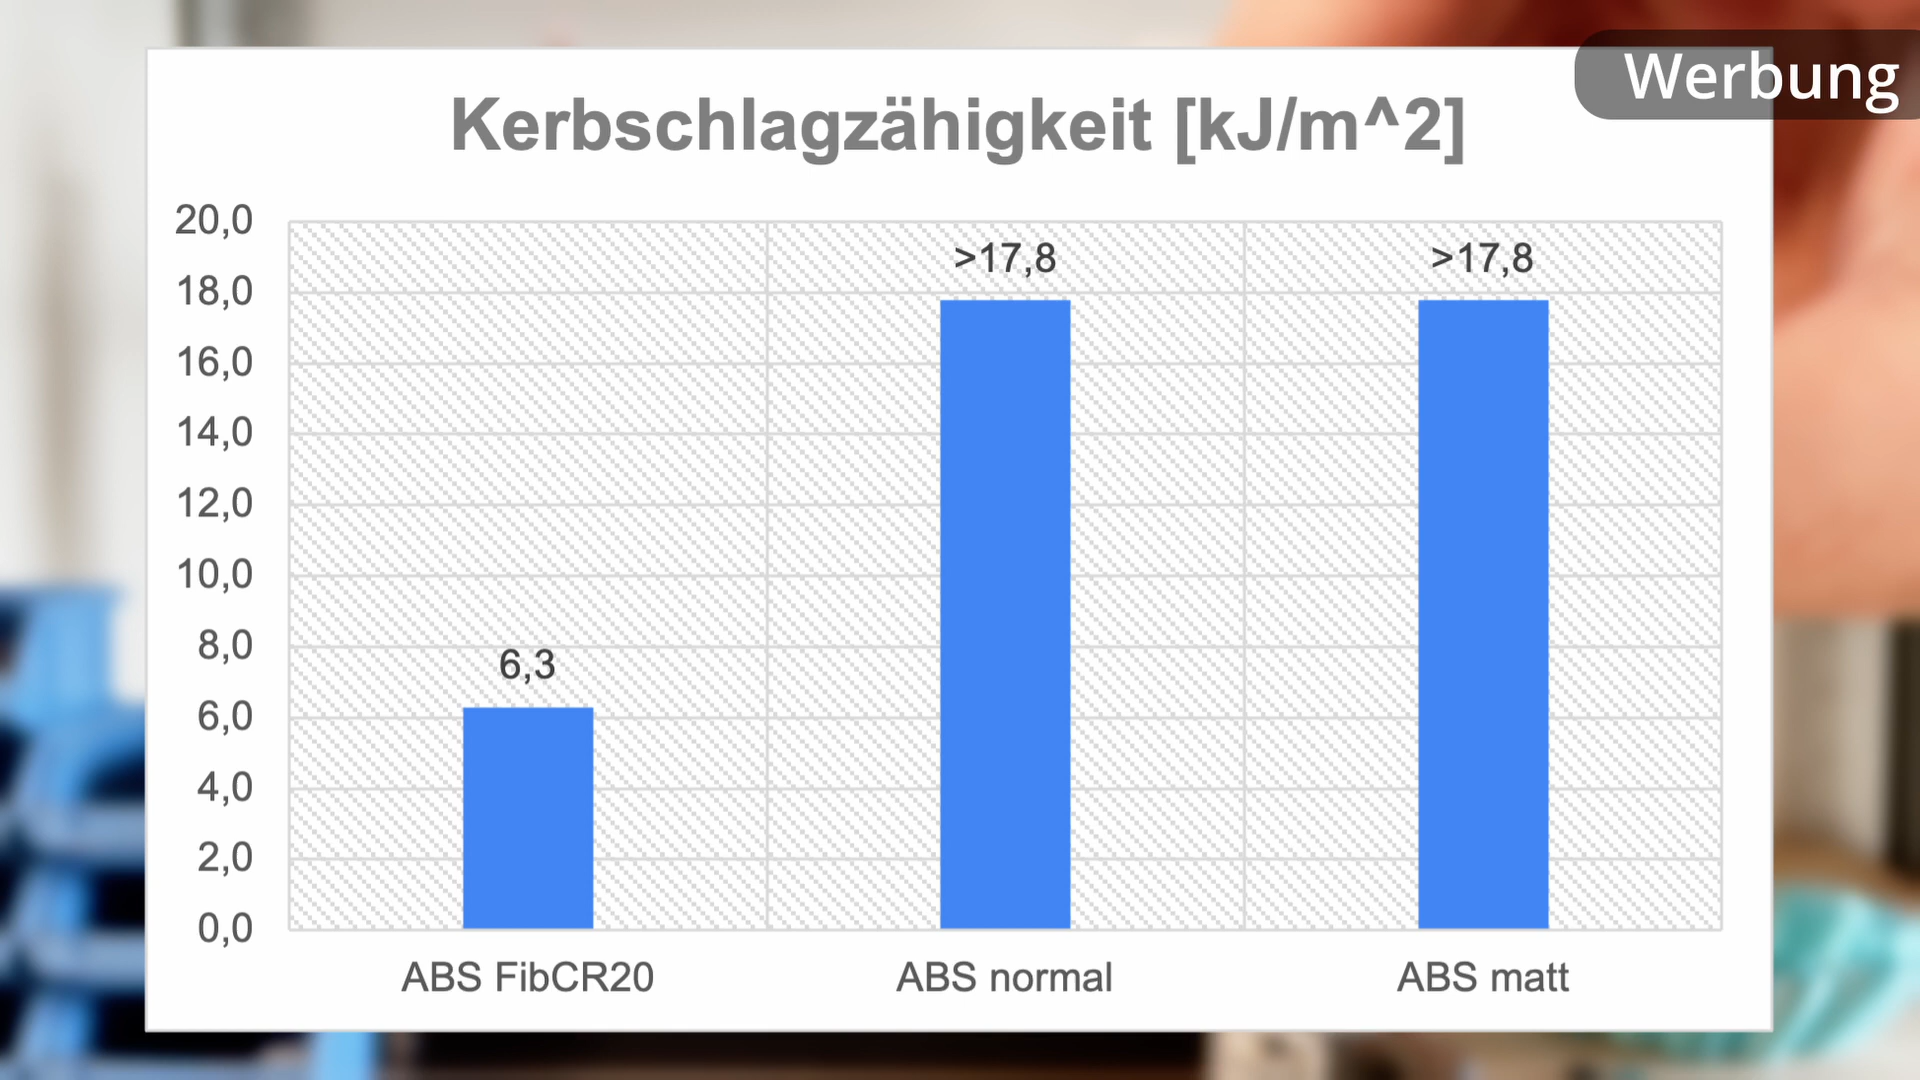 Werbung
Kerbschlagzähigkeit [kJ/m^2]
20,0
18,0
16,0
14,0
12,0
10,0
8,0
6,0
4,0
2,0
0,0
6,3
>17,8
>17,8
ABS FibCR20
ABS normal
ABS matt